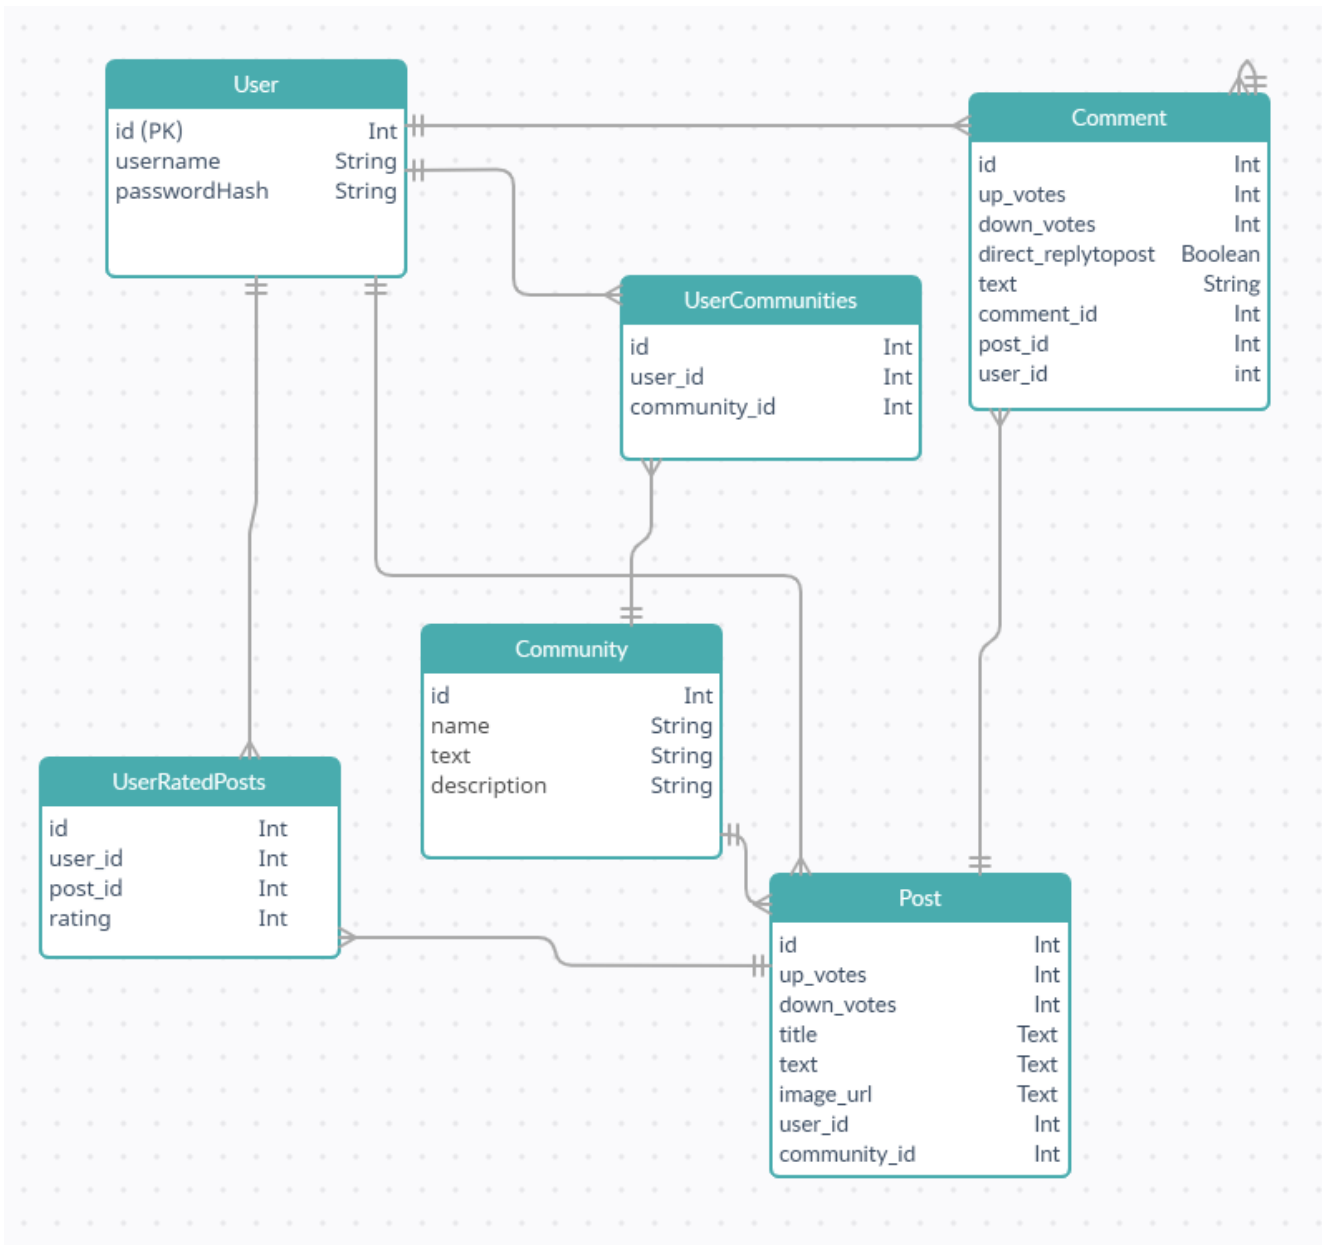 User
id (PK) Int
username String
passwordHash String
Comment
id Int
up_votes Int
down_votes Int
direct_replytopost Boolean
text String
comment_id Int
post_id Int
user_id int
UserCommunities
id Int
user_id Int
community_id Int
Community
id Int
name String
text String
description String
UserRatedPosts
id Int
user_id Int
post_id Int
rating Int
Post
id Int
up_votes Int
down_votes Int
title Text
text Text
image_url Text
user_id Int
community_id Int